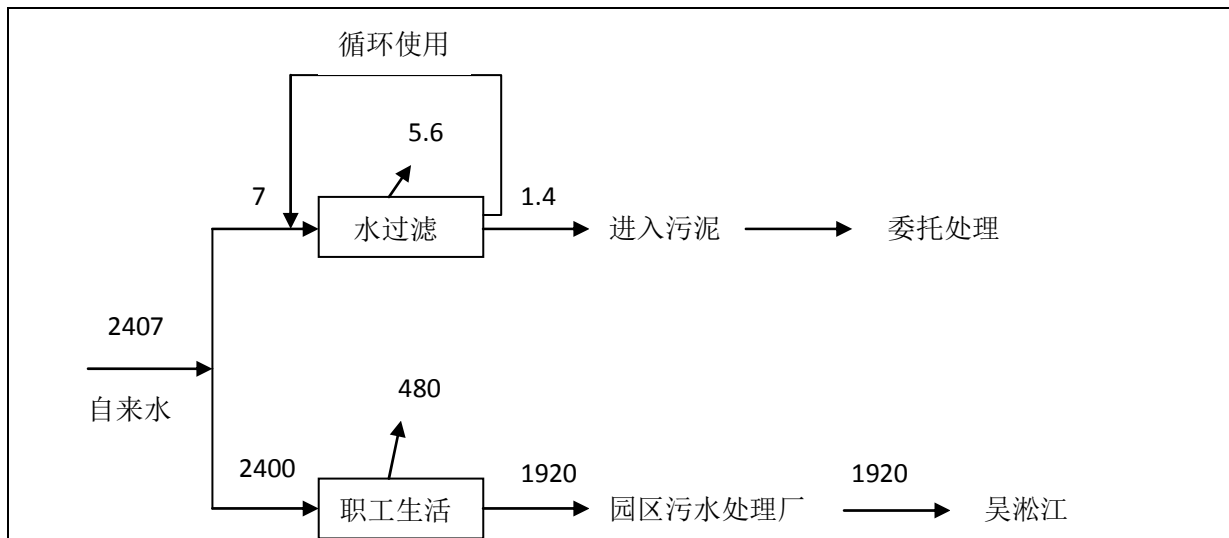 循环使用
5.6
7
水过滤
1.4
进入污泥
委托处理
2407
自来水
480
2400
职工生活
1920
园区污水处理厂
1920
吴淞江